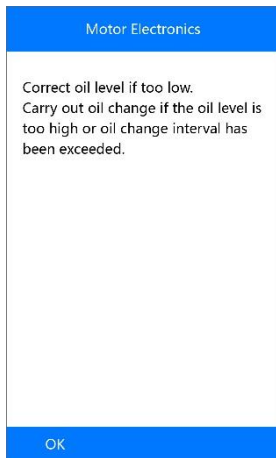 Motor Electronics
Correct oil level if too low.
Carry out oil change if the oil level is
too high or oil change interval has
been exceeded.
OK